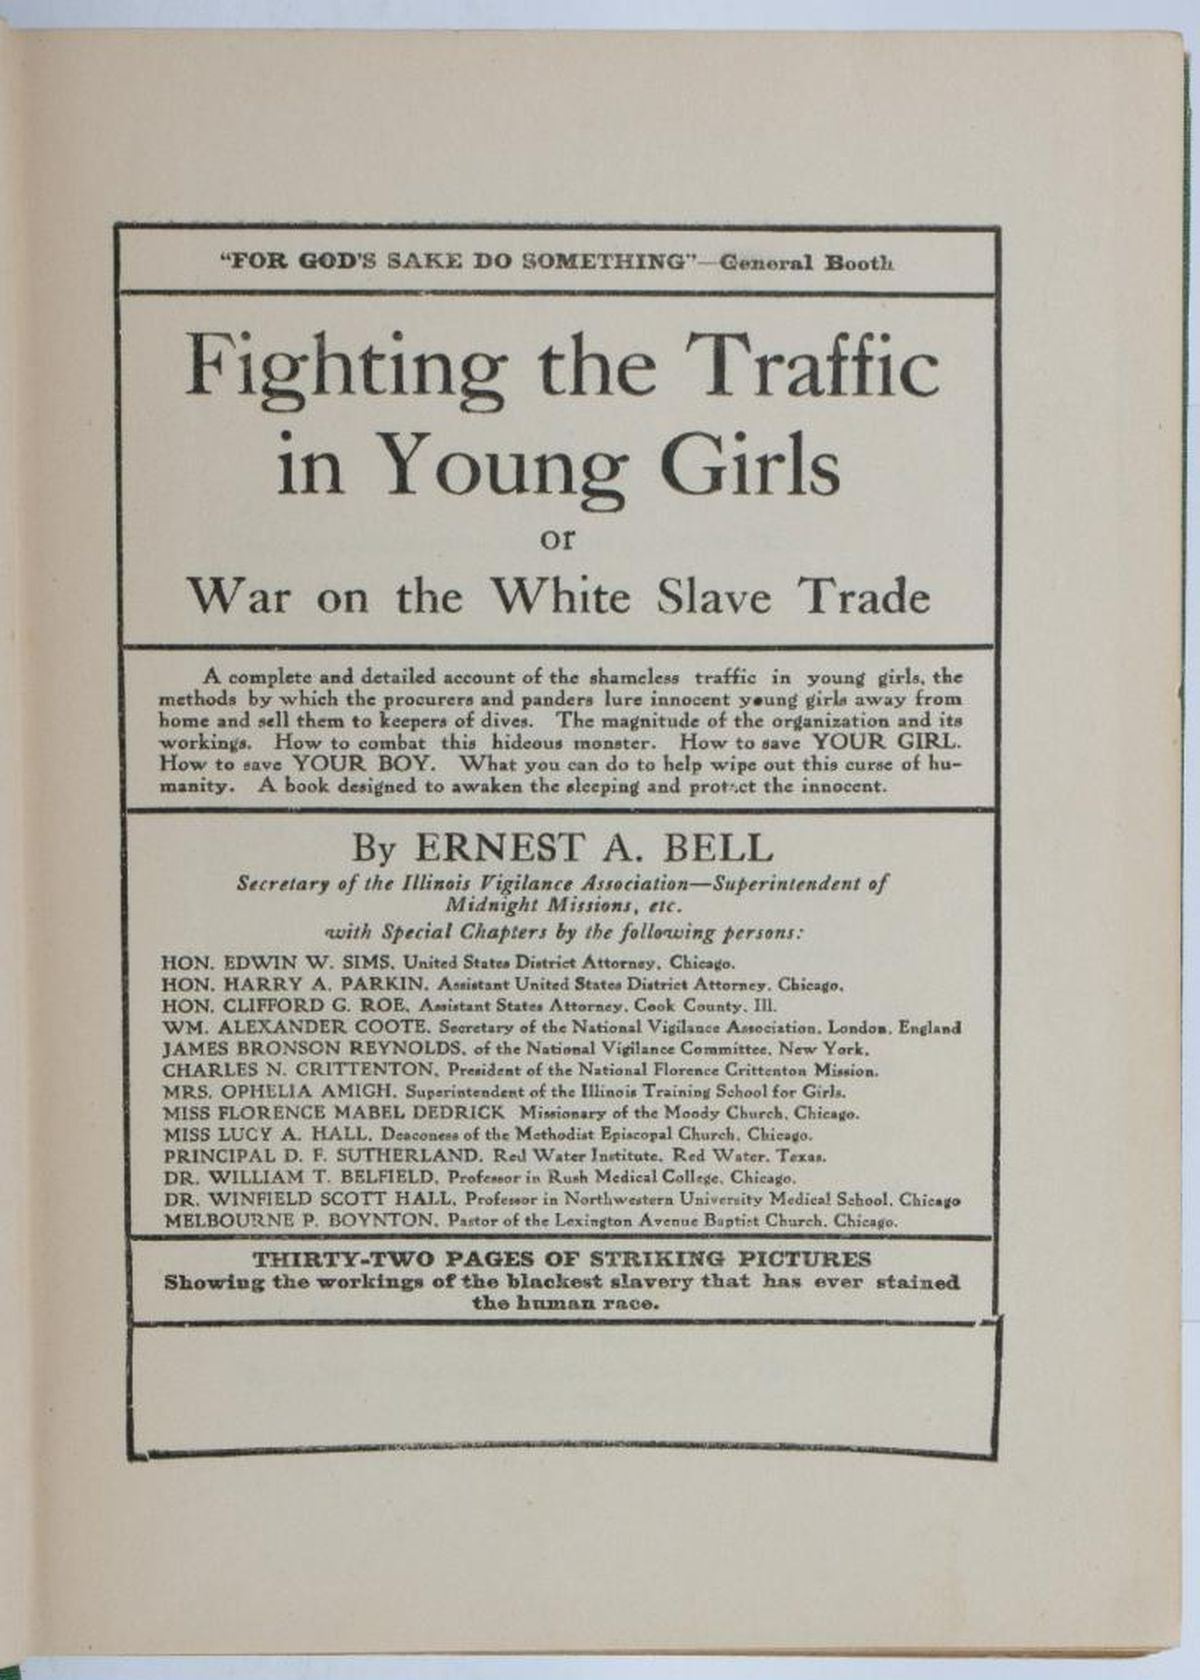 "FOR GOD'S SAKE DO SOMETHING"—General Booth
Fighting the Traffic
in Young Girls
or
War on the White Slave Trade
A complete and detailed account of the shameless traffic in young girls, the
methods by which the procurers and panders lure innocent young girls away from
home and sell them to keepers of dives. The magnitude of the organization and its
workings. How to combat this hideous monster. How to save YOUR GIRL.
How to save YOUR BOY. What you can do to help wipe out this curse of hu-
manity. A book designed to awaken the sleeping and protect the innocent.
By ERNEST A. BELL
Secretary of the Illinois Vigilance Association—Superintendent of
Midnight Missions, etc.
with Special Chapters by the following persons:
HON. EDWIN W. SIMS, United States District Attorney, Chicago.
HON. HARRY A. PARKIN, Assistant United States District Attorney, Chicago.
HON. CLIFFORD G. ROE, Assistant States Attorney, Cook County, Ill.
WM. ALEXANDER COOTE, Secretary of the National Vigilance Association, London, England
JAMES BRONSON REYNOLDS, of the National Vigilance Committee, New York.
CHARLES N. CRITTENTON, President of the National Florence Crittenton Mission.
MRS. OPHELIA AMIGH, Superintendent of the Illinois Training School for Girls.
MISS FLORENCE MABEL DEDRICK Missionary of the Moody Church, Chicago.
MISS LUCY A. HALL, Deaconess of the Methodist Episcopal Church, Chicago.
PRINCIPAL D. F. SUTHERLAND, Red Water Institute, Red Water, Texas.
DR. WILLIAM T. BELFIELD, Professor in Rush Medical College, Chicago.
DR. WINFIELD SCOTT HALL, Professor in Northwestern University Medical School, Chicago
MELBOURNE P. BOYNTON, Pastor of the Lexington Avenue Baptist Church, Chicago.
THIRTY-TWO PAGES OF STRIKING PICTURES
Showing the workings of the blackest slavery that has ever stained
the human race.